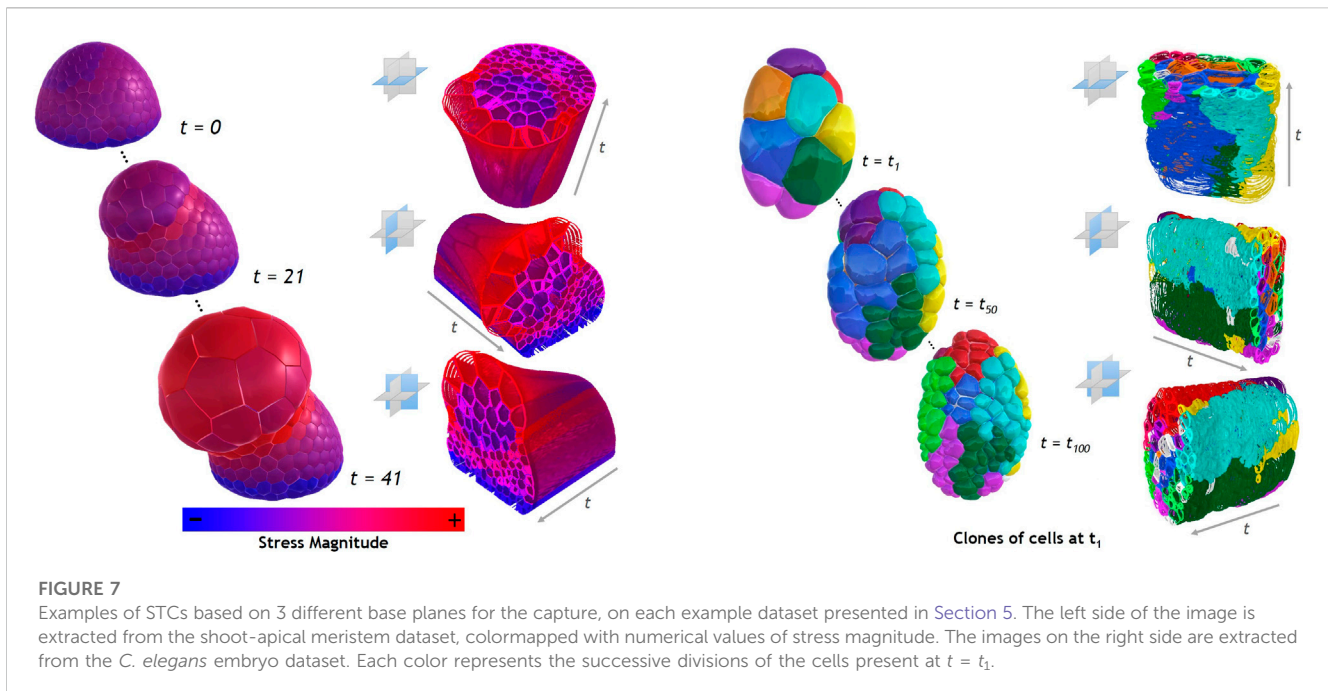 t = 0
t = 21
t = 41
t
t
t
- +
Stress Magnitude
t = t1
t = t50
t = t100
t
t
t
Clones of cells at t1
FIGURE 7
Examples of STCs based on 3 different base planes for the capture, on each example dataset presented in Section 5. The left side of the image is
extracted from the shoot-apical meristem dataset, colormapped with numerical values of stress magnitude. The images on the right side are extracted
from the C. elegans embryo dataset. Each color represents the successive divisions of the cells present at t = t1.